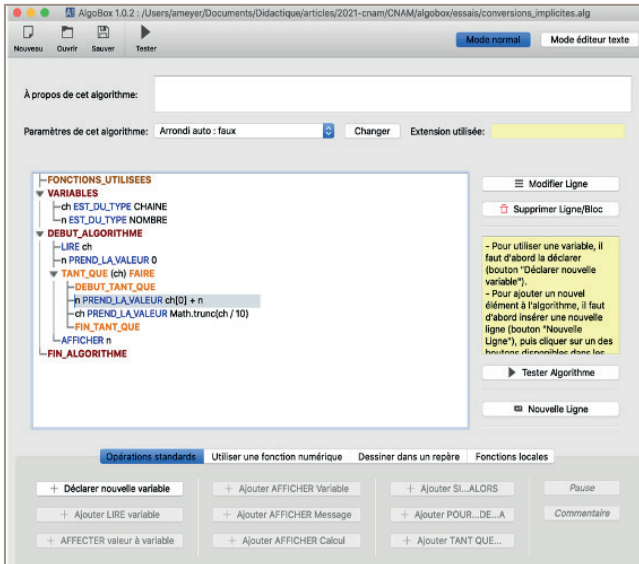 AlgoBox 1.0.2 : /Users/ameyer/Documents/Didactique/articles/2021-cnam/CNAM/algobox/essais/conversions_implicites.alg
Nouveau Ouvrir Sauver Tester Mode normal Mode éditeur texte
À propos de cet algorithme:
Paramètres de cet algorithme: Arrondi auto : faux Changer Extension utilisée:
FONCTIONS_UTILISEES
VARIABLES
ch EST_DU_TYPE CHAINE
n EST_DU_TYPE NOMBRE
DEBUT_ALGORITHME
LIRE ch
n PREND_LA_VALEUR 0
TANT_QUE (ch) FAIRE
DEBUT_TANT_QUE
n PREND_LA_VALEUR ch[0] + n
ch PREND_LA_VALEUR Math.trunc(ch / 10)
FIN_TANT_QUE
AFFICHER n
FIN_ALGORITHME
Modifier Ligne
Supprimer Ligne/Bloc
- Pour utiliser une variable, il
faut d'abord la déclarer
(bouton "Déclarer nouvelle
variable").
- Pour ajouter un nouvel
élément à l'algorithme, il faut
d'abord insérer une nouvelle
ligne (bouton "Nouvelle
Ligne"), puis cliquer sur un des
boutons disponibles dans les
Tester Algorithme
Nouvelle Ligne
Opérations standards Utiliser une fonction numérique Dessiner dans un repère Fonctions locales
+ Déclarer nouvelle variable + Ajouter AFFICHER Variable + Ajouter SI...ALORS Pause
+ Ajouter LIRE variable + Ajouter AFFICHER Message + Ajouter POUR...DE...A Commentaire
+ AFFECTER valeur à variable + Ajouter AFFICHER Calcul + Ajouter TANT QUE...